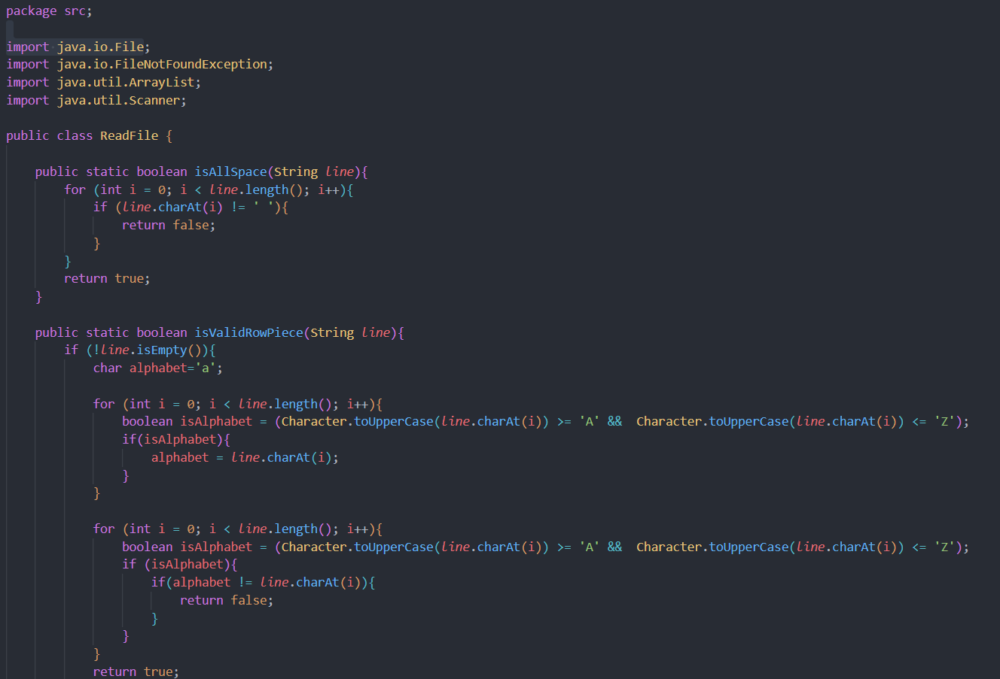 package src;
import java.io.File;
import java.io.FileNotFoundException;
import java.util.ArrayList;
import java.util.Scanner;
public class ReadFile {
public static boolean isAllSpace(String line){
for (int i = 0; i < line.length(); i++){
if (line.charAt(i) != ' '){
return false;
}
}
return true;
}
public static boolean isValidRowPiece(String line){
if (!line.isEmpty()){
char alphabet='a';
for (int i = 0; i < line.length(); i++){
boolean isAlphabet = (Character.toUpperCase(line.charAt(i)) >= 'A' &&  Character.toUpperCase(line.charAt(i)) <= 'Z');
if(isAlphabet){
alphabet = line.charAt(i);
}
}
for (int i = 0; i < line.length(); i++){
boolean isAlphabet = (Character.toUpperCase(line.charAt(i)) >= 'A' &&  Character.toUpperCase(line.charAt(i)) <= 'Z');
if (isAlphabet){
if(alphabet != line.charAt(i)){
return false;
}
}
}
return true;